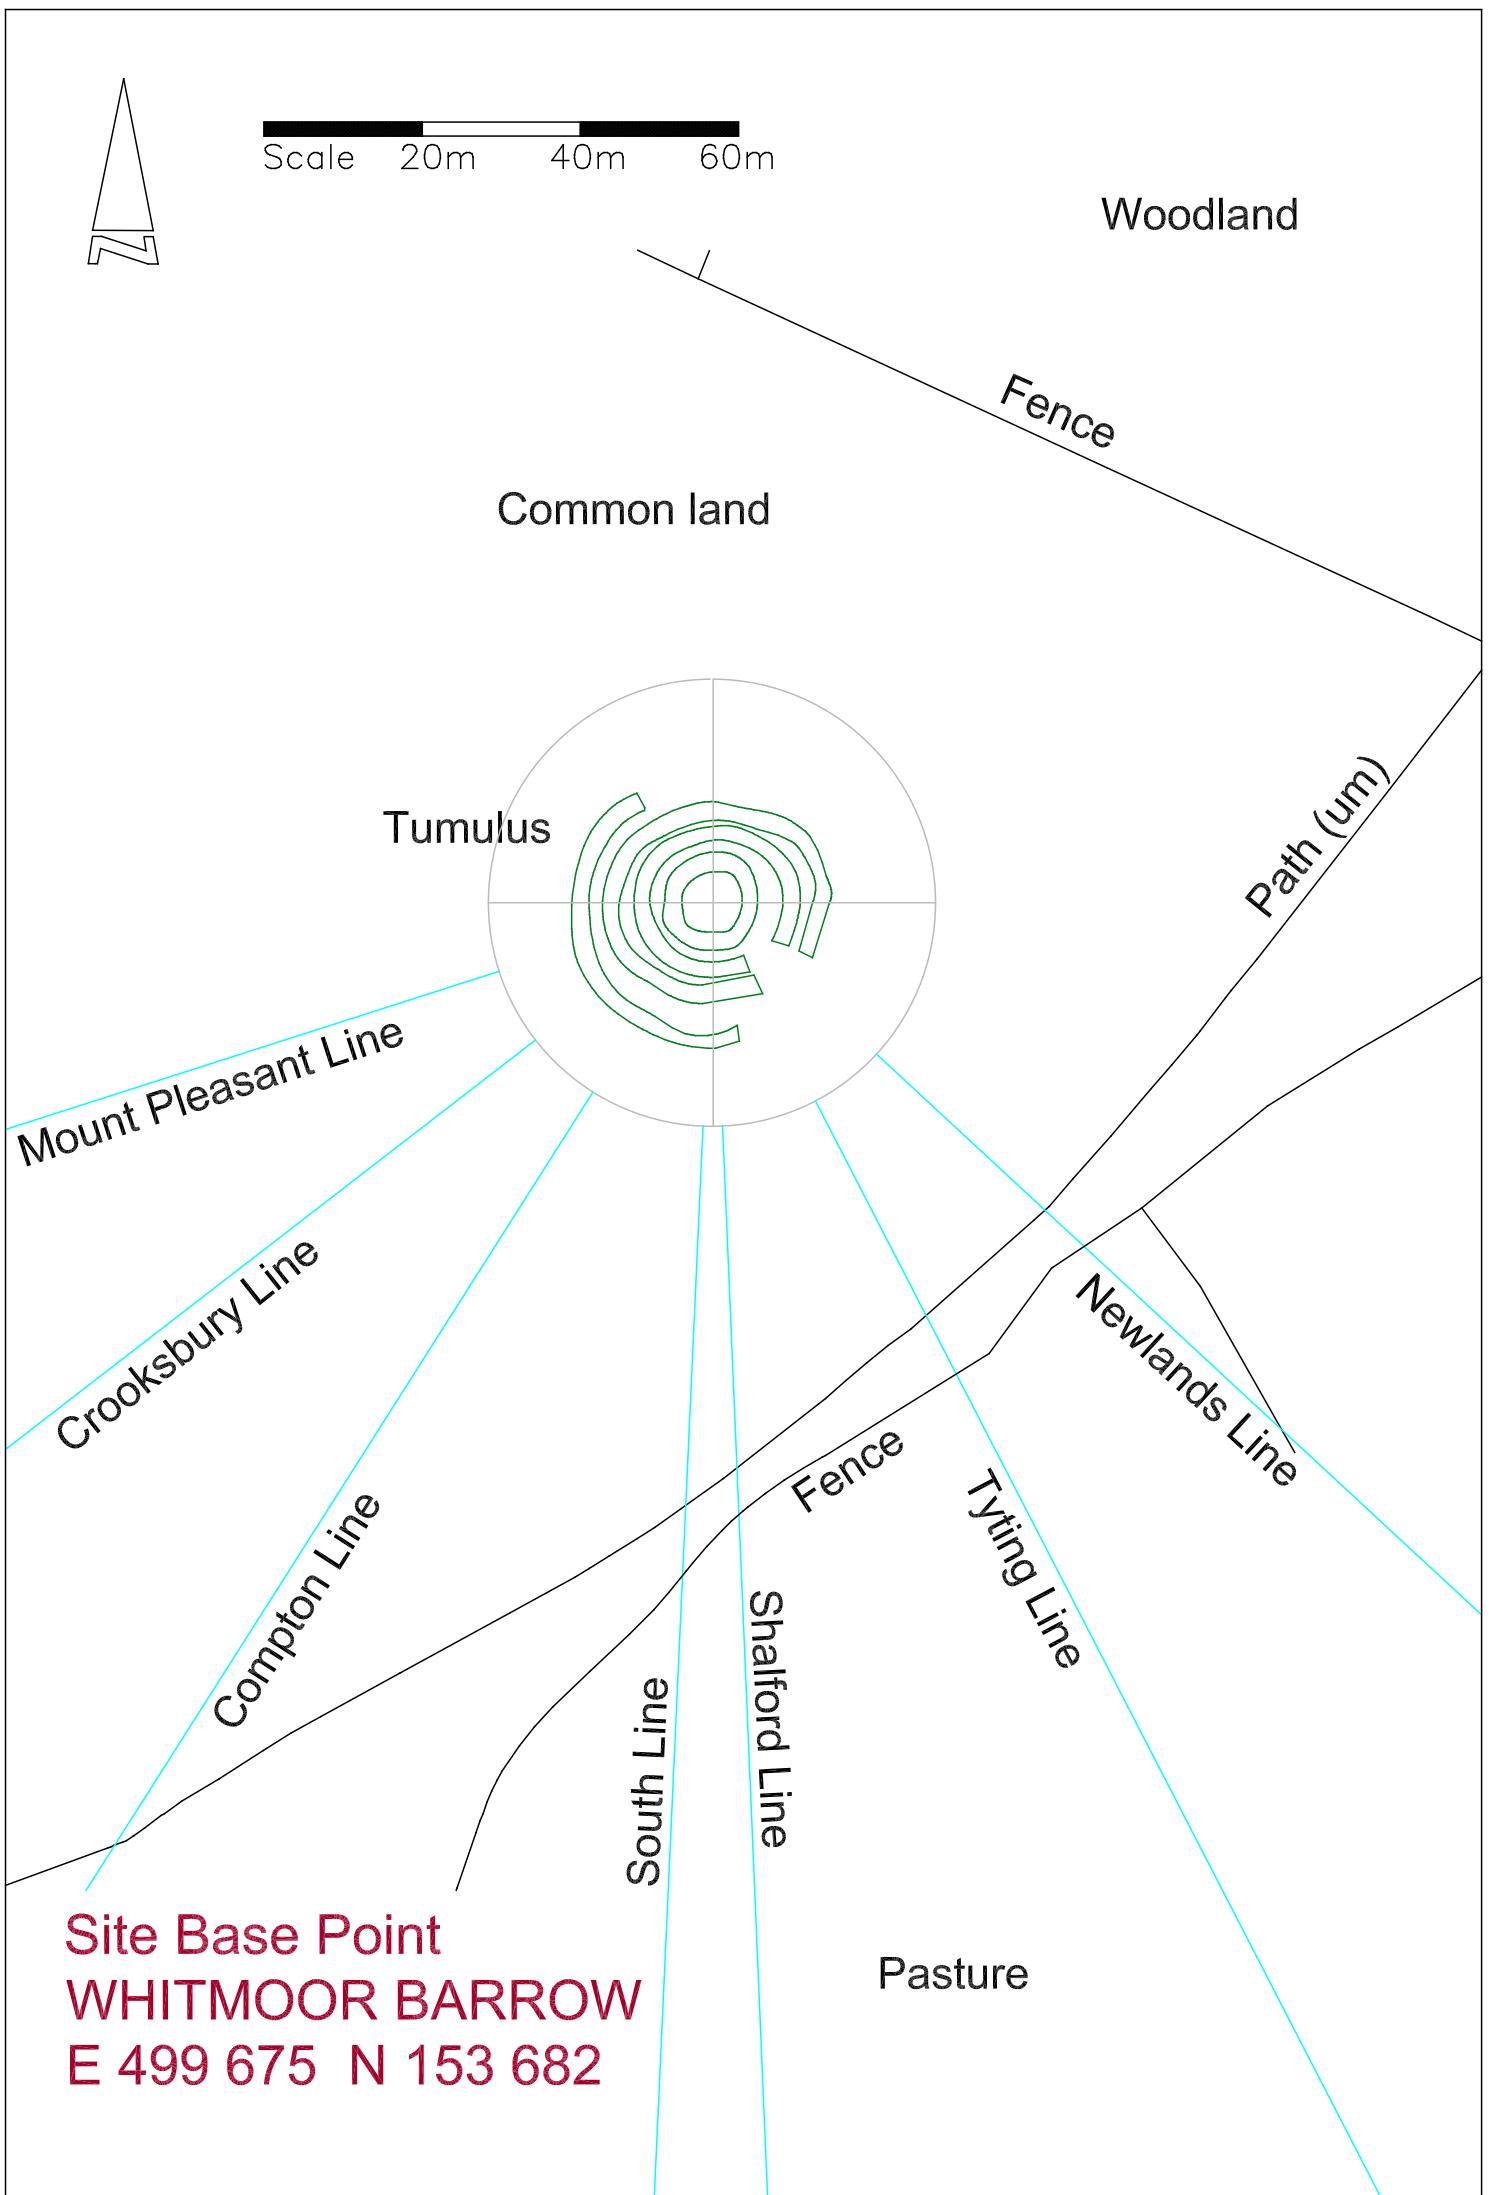 Scale 20m 40m 60m
N
Woodland
Fence
Common land
Tumulus
Path (um)
Mount Pleasant Line
Crooksbury Line
Compton Line
South Line
Shalford Line
Fence
Tyting Line
Newlands Line
Pasture
Site Base Point
WHITMOOR BARROW
E 499 675 N 153 682